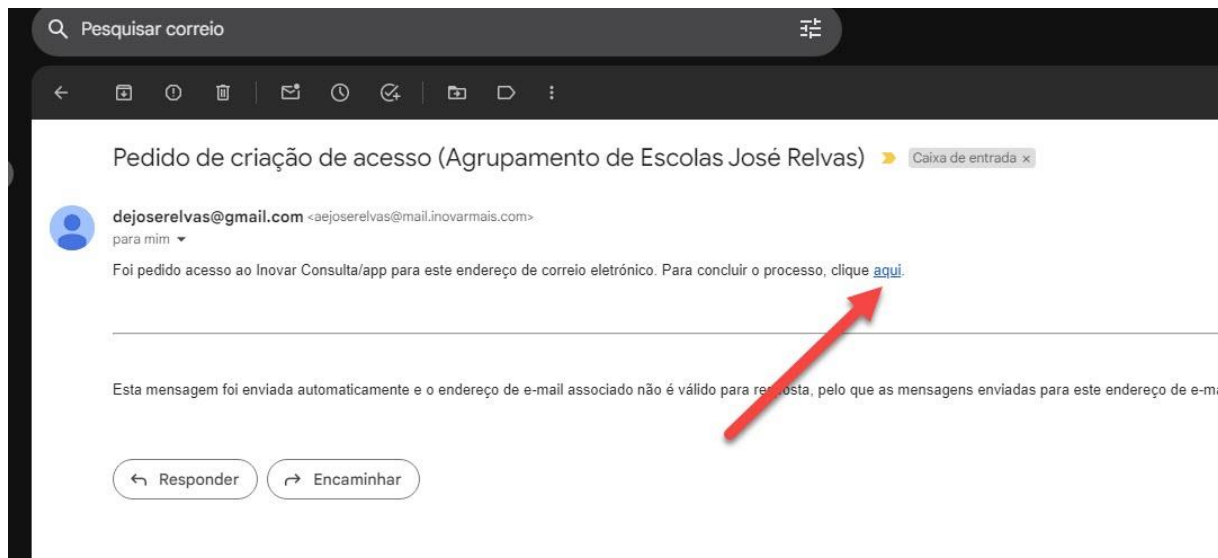 Pesquisar correio
Pedido de criação de acesso (Agrupamento de Escolas José Relvas) Caixa de entrada x
dejoserelvas@gmail.com <aejoserelvas@mail.inovarmais.com>
para mim
Foi pedido acesso ao Inovar Consulta/app para este endereço de correio eletrónico. Para concluir o processo, clique aqui.
Esta mensagem foi enviada automaticamente e o endereço de e-mail associado não é válido para resposta, pelo que as mensagens enviadas para este endereço de
Responder Encaminhar